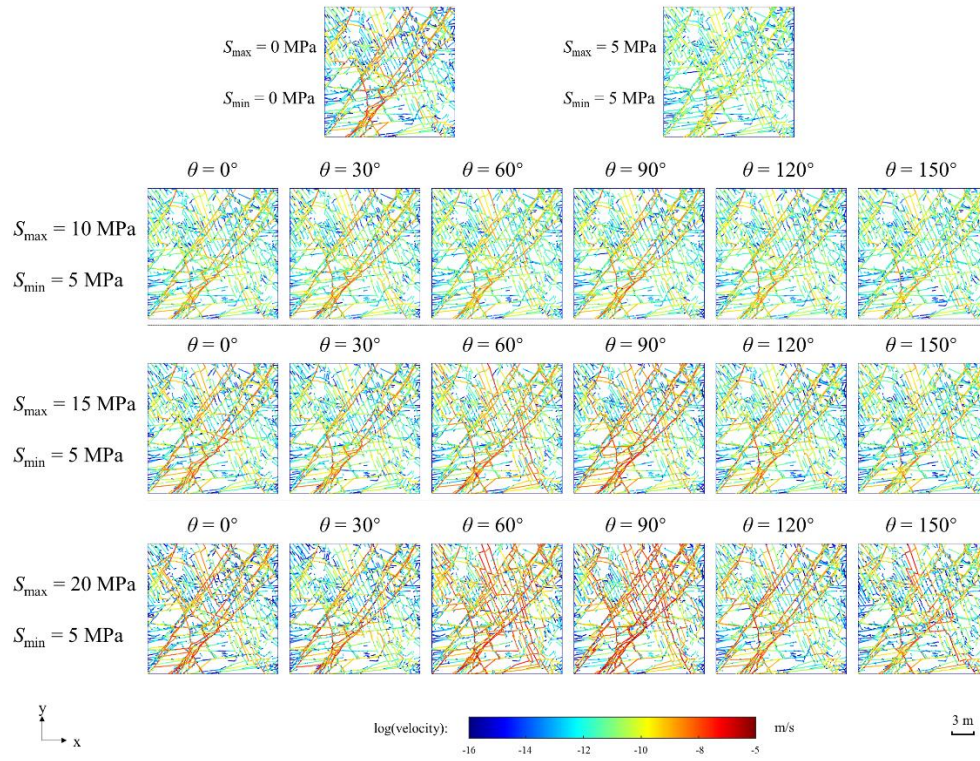 Smax = 0 MPa
Smin = 0 MPa
Smax = 5 MPa
Smin = 5 MPa
θ = 0° θ = 30° θ = 60° θ = 90° θ = 120° θ = 150°
Smax = 10 MPa
Smin = 5 MPa
θ = 0° θ = 30° θ = 60° θ = 90° θ = 120° θ = 150°
Smax = 15 MPa
Smin = 5 MPa
θ = 0° θ = 30° θ = 60° θ = 90° θ = 120° θ = 150°
Smax = 20 MPa
Smin = 5 MPa
y
x
log(velocity): m/s
-16 -14 -12 -10 -8 -5
3 m